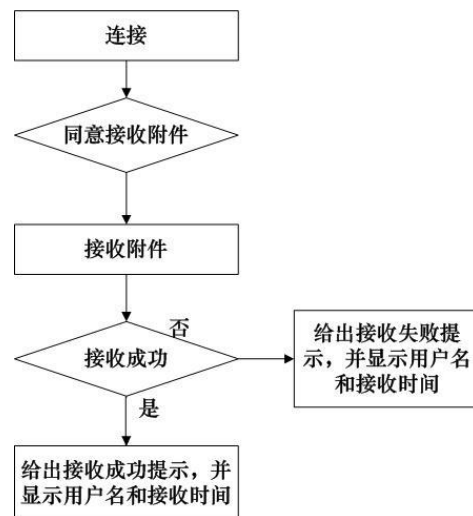 连接
同意接收附件
接收附件
否
接收成功
给出接收失败提
示，并显示用户名
和接收时间
是
给出接收成功提示，并
显示用户名和接收时间